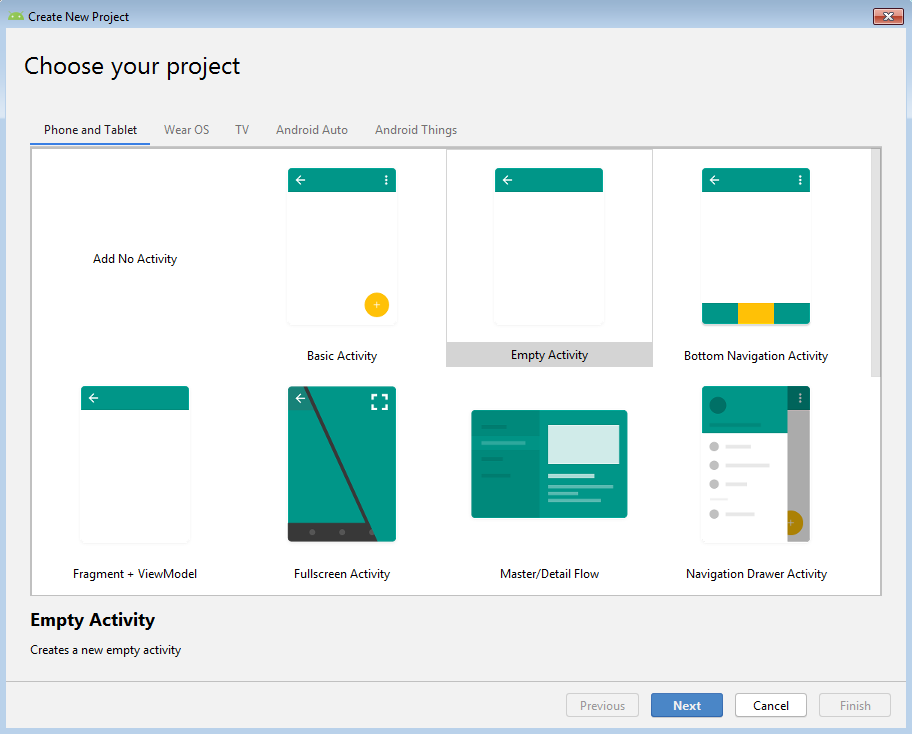 Create New Project
Choose your project
Phone and Tablet Wear OS TV Android Auto Android Things
Add No Activity
Basic Activity
Empty Activity
Bottom Navigation Activity
Fragment + ViewModel
Fullscreen Activity
Master/Detail Flow
Navigation Drawer Activity
Empty Activity
Creates a new empty activity
Previous Next Cancel Finish